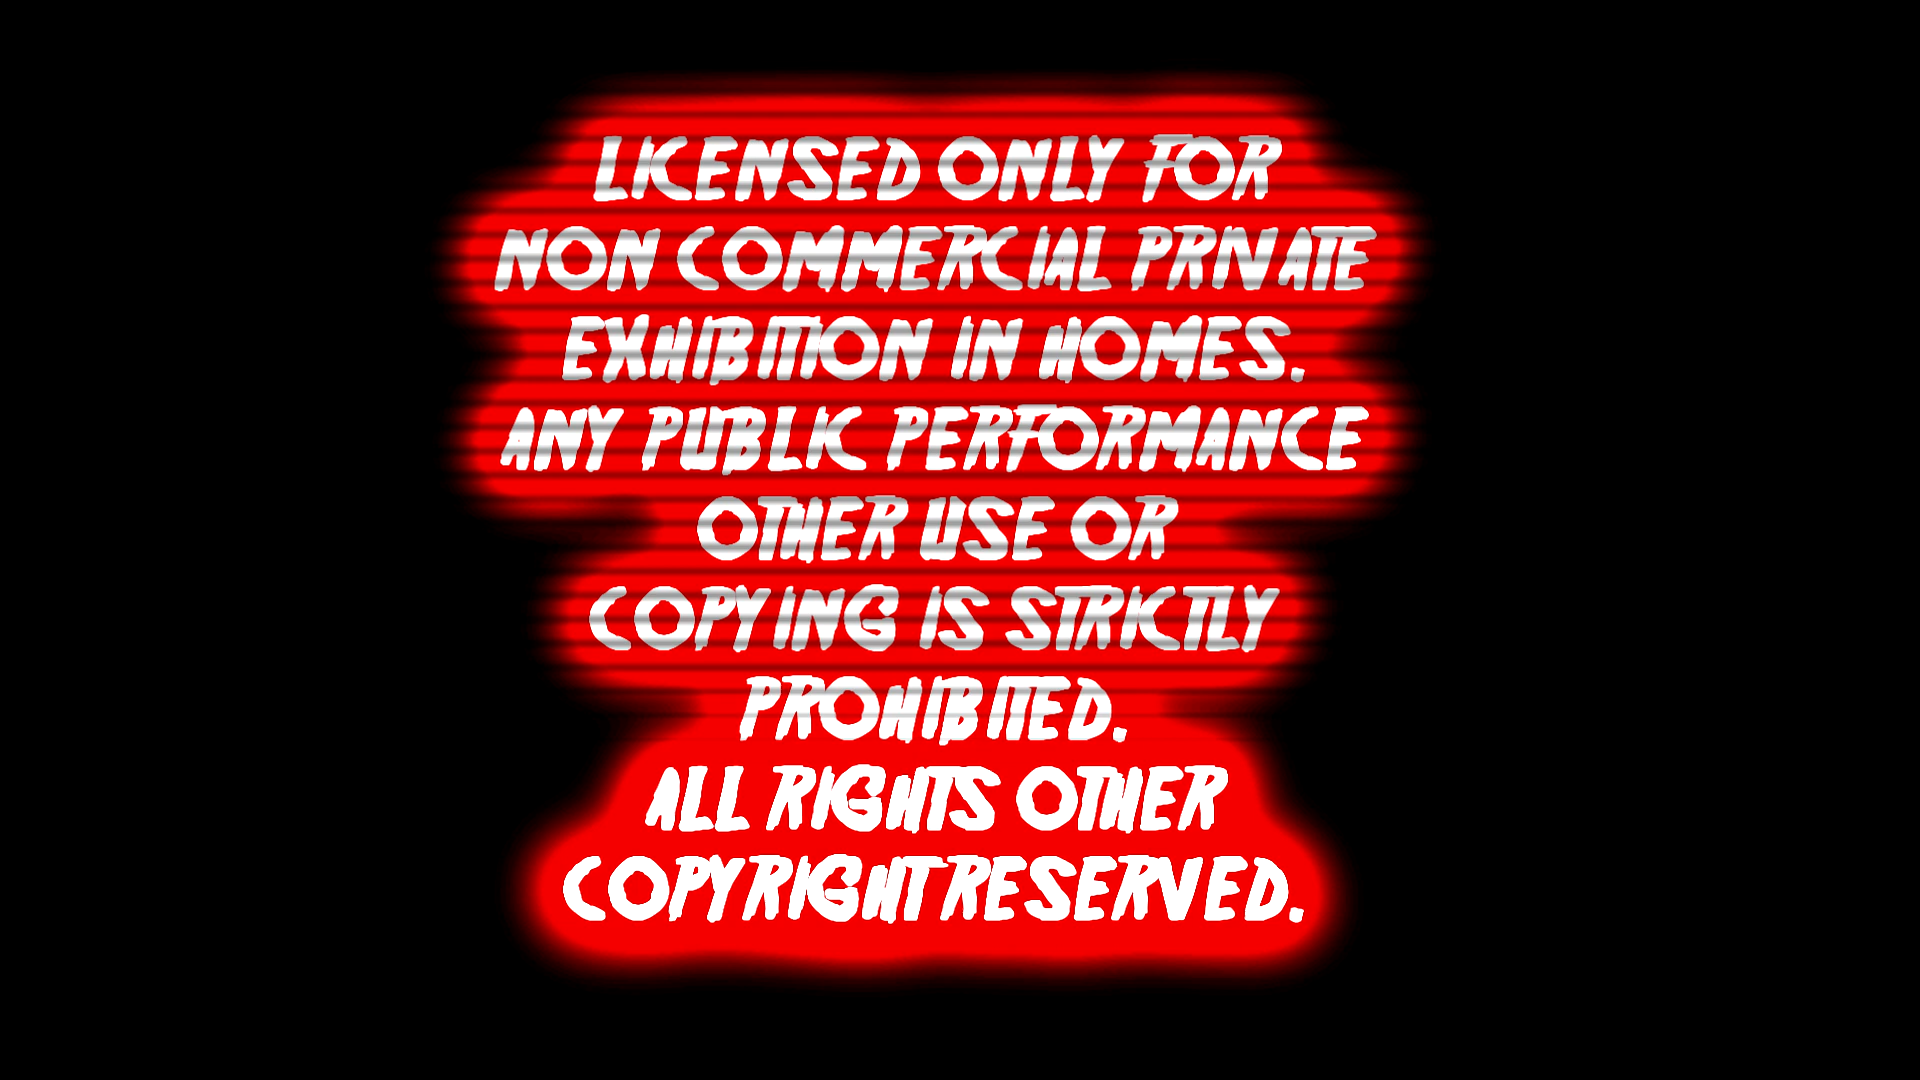 LICENSED ONLY FOR
NON COMMERCIAL PRIVATE
EXHIBITION IN HOMES.
ANY PUBLIC PERFORMANCE
OTHER USE OR
COPYING IS STRICTLY
PROHIBITED.
ALL RIGHTS OTHER
COPYRIGHT RESERVED.